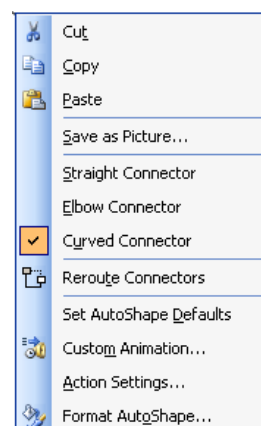 Cut
Copy
Paste
Save as Picture...
Straight Connector
Elbow Connector
Curved Connector
Reroute Connectors
Set AutoShape Defaults
Custom Animation...
Action Settings...
Format AutoShape...